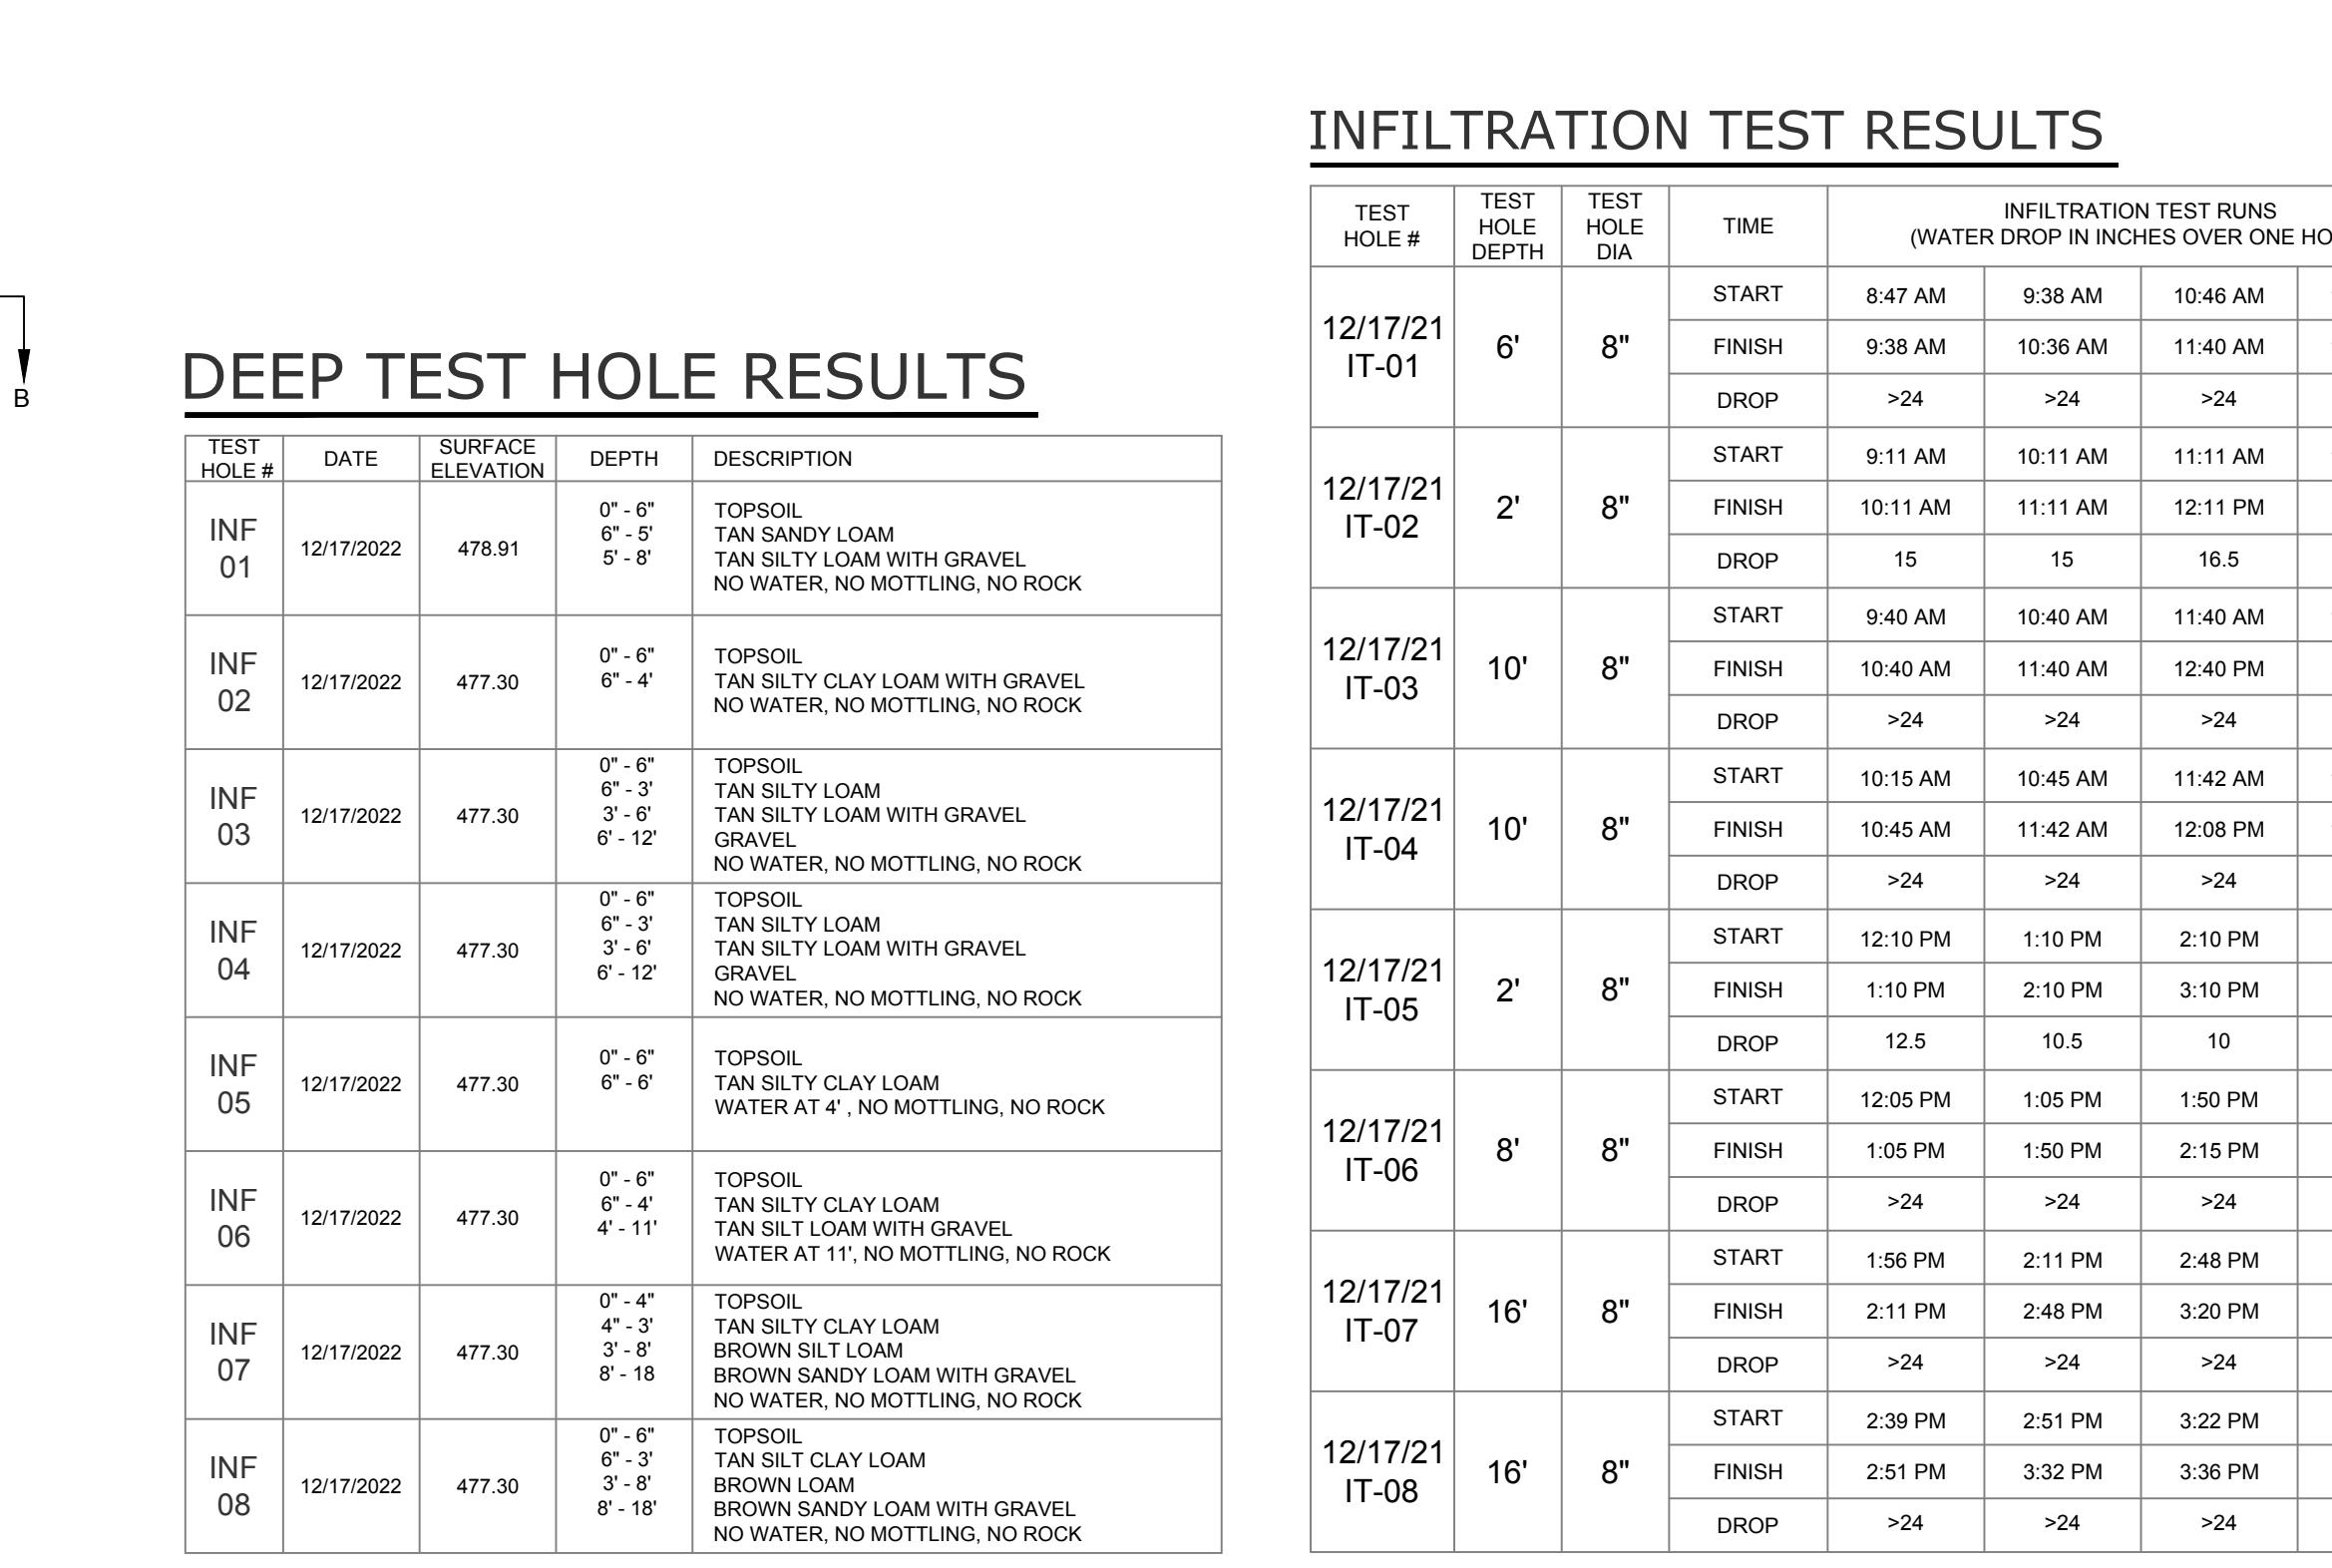 B
DEEP TEST HOLE RESULTS
TEST HOLE # DATE SURFACE ELEVATION DEPTH DESCRIPTION
INF 01 12/17/2022 478.91
0" - 6" TOPSOIL
6" - 5' TAN SANDY LOAM
5' - 8' TAN SILTY LOAM WITH GRAVEL
NO WATER, NO MOTTLING, NO ROCK
INF 02 12/17/2022 477.30
0" - 6" TOPSOIL
6" - 4' TAN SILTY CLAY LOAM WITH GRAVEL
NO WATER, NO MOTTLING, NO ROCK
INF 03 12/17/2022 477.30
0" - 6" TOPSOIL
6" - 3' TAN SILTY LOAM
3' - 6' TAN SILTY LOAM WITH GRAVEL
6' - 12' GRAVEL
NO WATER, NO MOTTLING, NO ROCK
INF 04 12/17/2022 477.30
0" - 6" TOPSOIL
6" - 3' TAN SILTY LOAM
3' - 6' TAN SILTY LOAM WITH GRAVEL
6' - 12' GRAVEL
NO WATER, NO MOTTLING, NO ROCK
INF 05 12/17/2022 477.30
0" - 6" TOPSOIL
6" - 6' TAN SILTY CLAY LOAM
WATER AT 4' , NO MOTTLING, NO ROCK
INF 06 12/17/2022 477.30
0" - 6" TOPSOIL
6" - 4' TAN SILTY CLAY LOAM
4' - 11' TAN SILT LOAM WITH GRAVEL
WATER AT 11', NO MOTTLING, NO ROCK
INF 07 12/17/2022 477.30
0" - 4" TOPSOIL
4" - 3' TAN SILTY CLAY LOAM
3' - 8' BROWN SILT LOAM
8' - 18 BROWN SANDY LOAM WITH GRAVEL
NO WATER, NO MOTTLING, NO ROCK
INF 08 12/17/2022 477.30
0" - 6" TOPSOIL
6" - 3' TAN SILT CLAY LOAM
3' - 8' BROWN LOAM
8' - 18' BROWN SANDY LOAM WITH GRAVEL
NO WATER, NO MOTTLING, NO ROCK
INFILTRATION TEST RESULTS
TEST HOLE # TEST HOLE DEPTH TEST HOLE DIA TIME INFILTRATION TEST RUNS
(WATER DROP IN INCHES OVER ONE HO
12/17/21 IT-01 6' 8"
START 8:47 AM 9:38 AM 10:46 AM
FINISH 9:38 AM 10:36 AM 11:40 AM
DROP >24 >24 >24
12/17/21 IT-02 2' 8"
START 9:11 AM 10:11 AM 11:11 AM
FINISH 10:11 AM 11:11 AM 12:11 PM
DROP 15 15 16.5
12/17/21 IT-03 10' 8"
START 9:40 AM 10:40 AM 11:40 AM
FINISH 10:40 AM 11:40 AM 12:40 PM
DROP >24 >24 >24
12/17/21 IT-04 10' 8"
START 10:15 AM 10:45 AM 11:42 AM
FINISH 10:45 AM 11:42 AM 12:08 PM
DROP >24 >24 >24
12/17/21 IT-05 2' 8"
START 12:10 PM 1:10 PM 2:10 PM
FINISH 1:10 PM 2:10 PM 3:10 PM
DROP 12.5 10.5 10
12/17/21 IT-06 8' 8"
START 12:05 PM 1:05 PM 1:50 PM
FINISH 1:05 PM 1:50 PM 2:15 PM
DROP >24 >24 >24
12/17/21 IT-07 16' 8"
START 1:56 PM 2:11 PM 2:48 PM
FINISH 2:11 PM 2:48 PM 3:20 PM
DROP >24 >24 >24
12/17/21 IT-08 16' 8"
START 2:39 PM 2:51 PM 3:22 PM
FINISH 2:51 PM 3:32 PM 3:36 PM
DROP >24 >24 >24